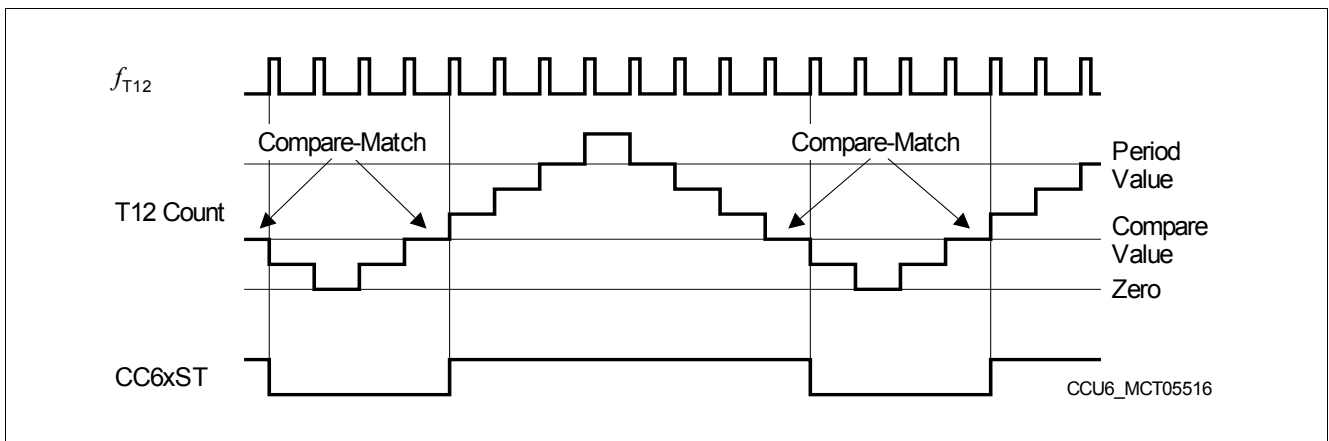 fT12
Compare-Match
Compare-Match
Period
Value
T12 Count
Compare
Value
Zero
CC6xST
CCU6_MCT05516